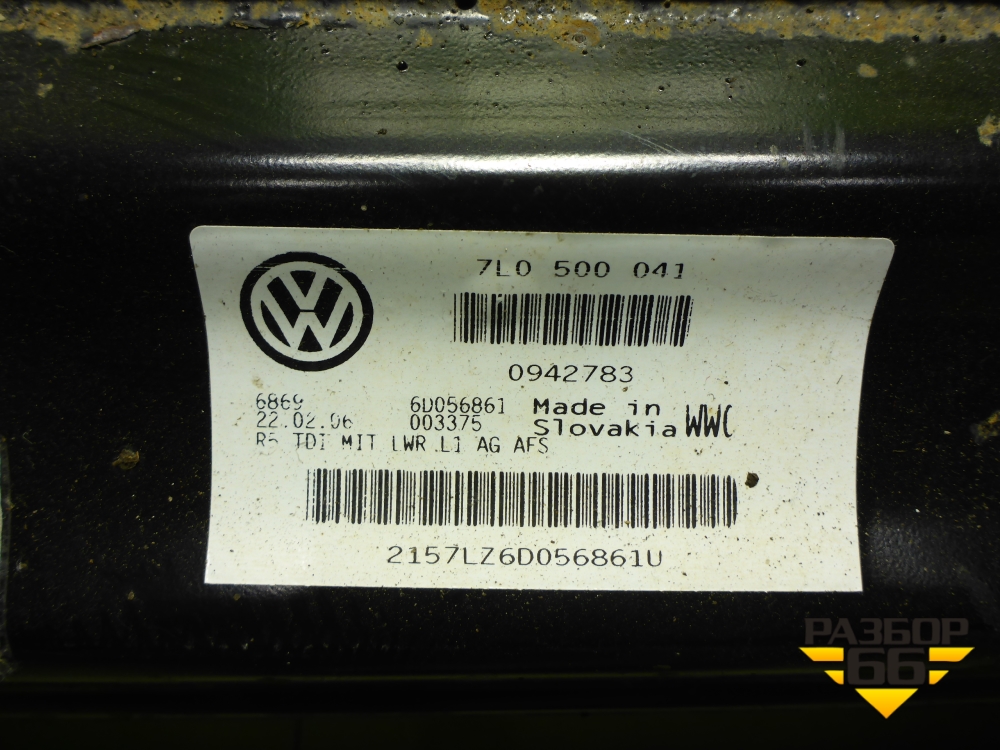 7L0 500 041
0942783
6869
22.02.06
R5 TDI MIT LWR L1 AG AFS
6D056861
003375
Made in
Slovakia
WWC
2157LZ6D056861U
РАЗБОР
66